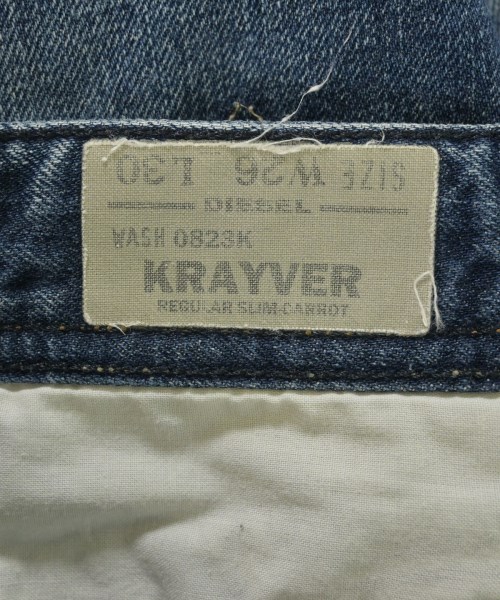 SIZE W26 L30
DIESEL
WASH 0823K
KRAYVER
REGULAR SLIM-CARROT